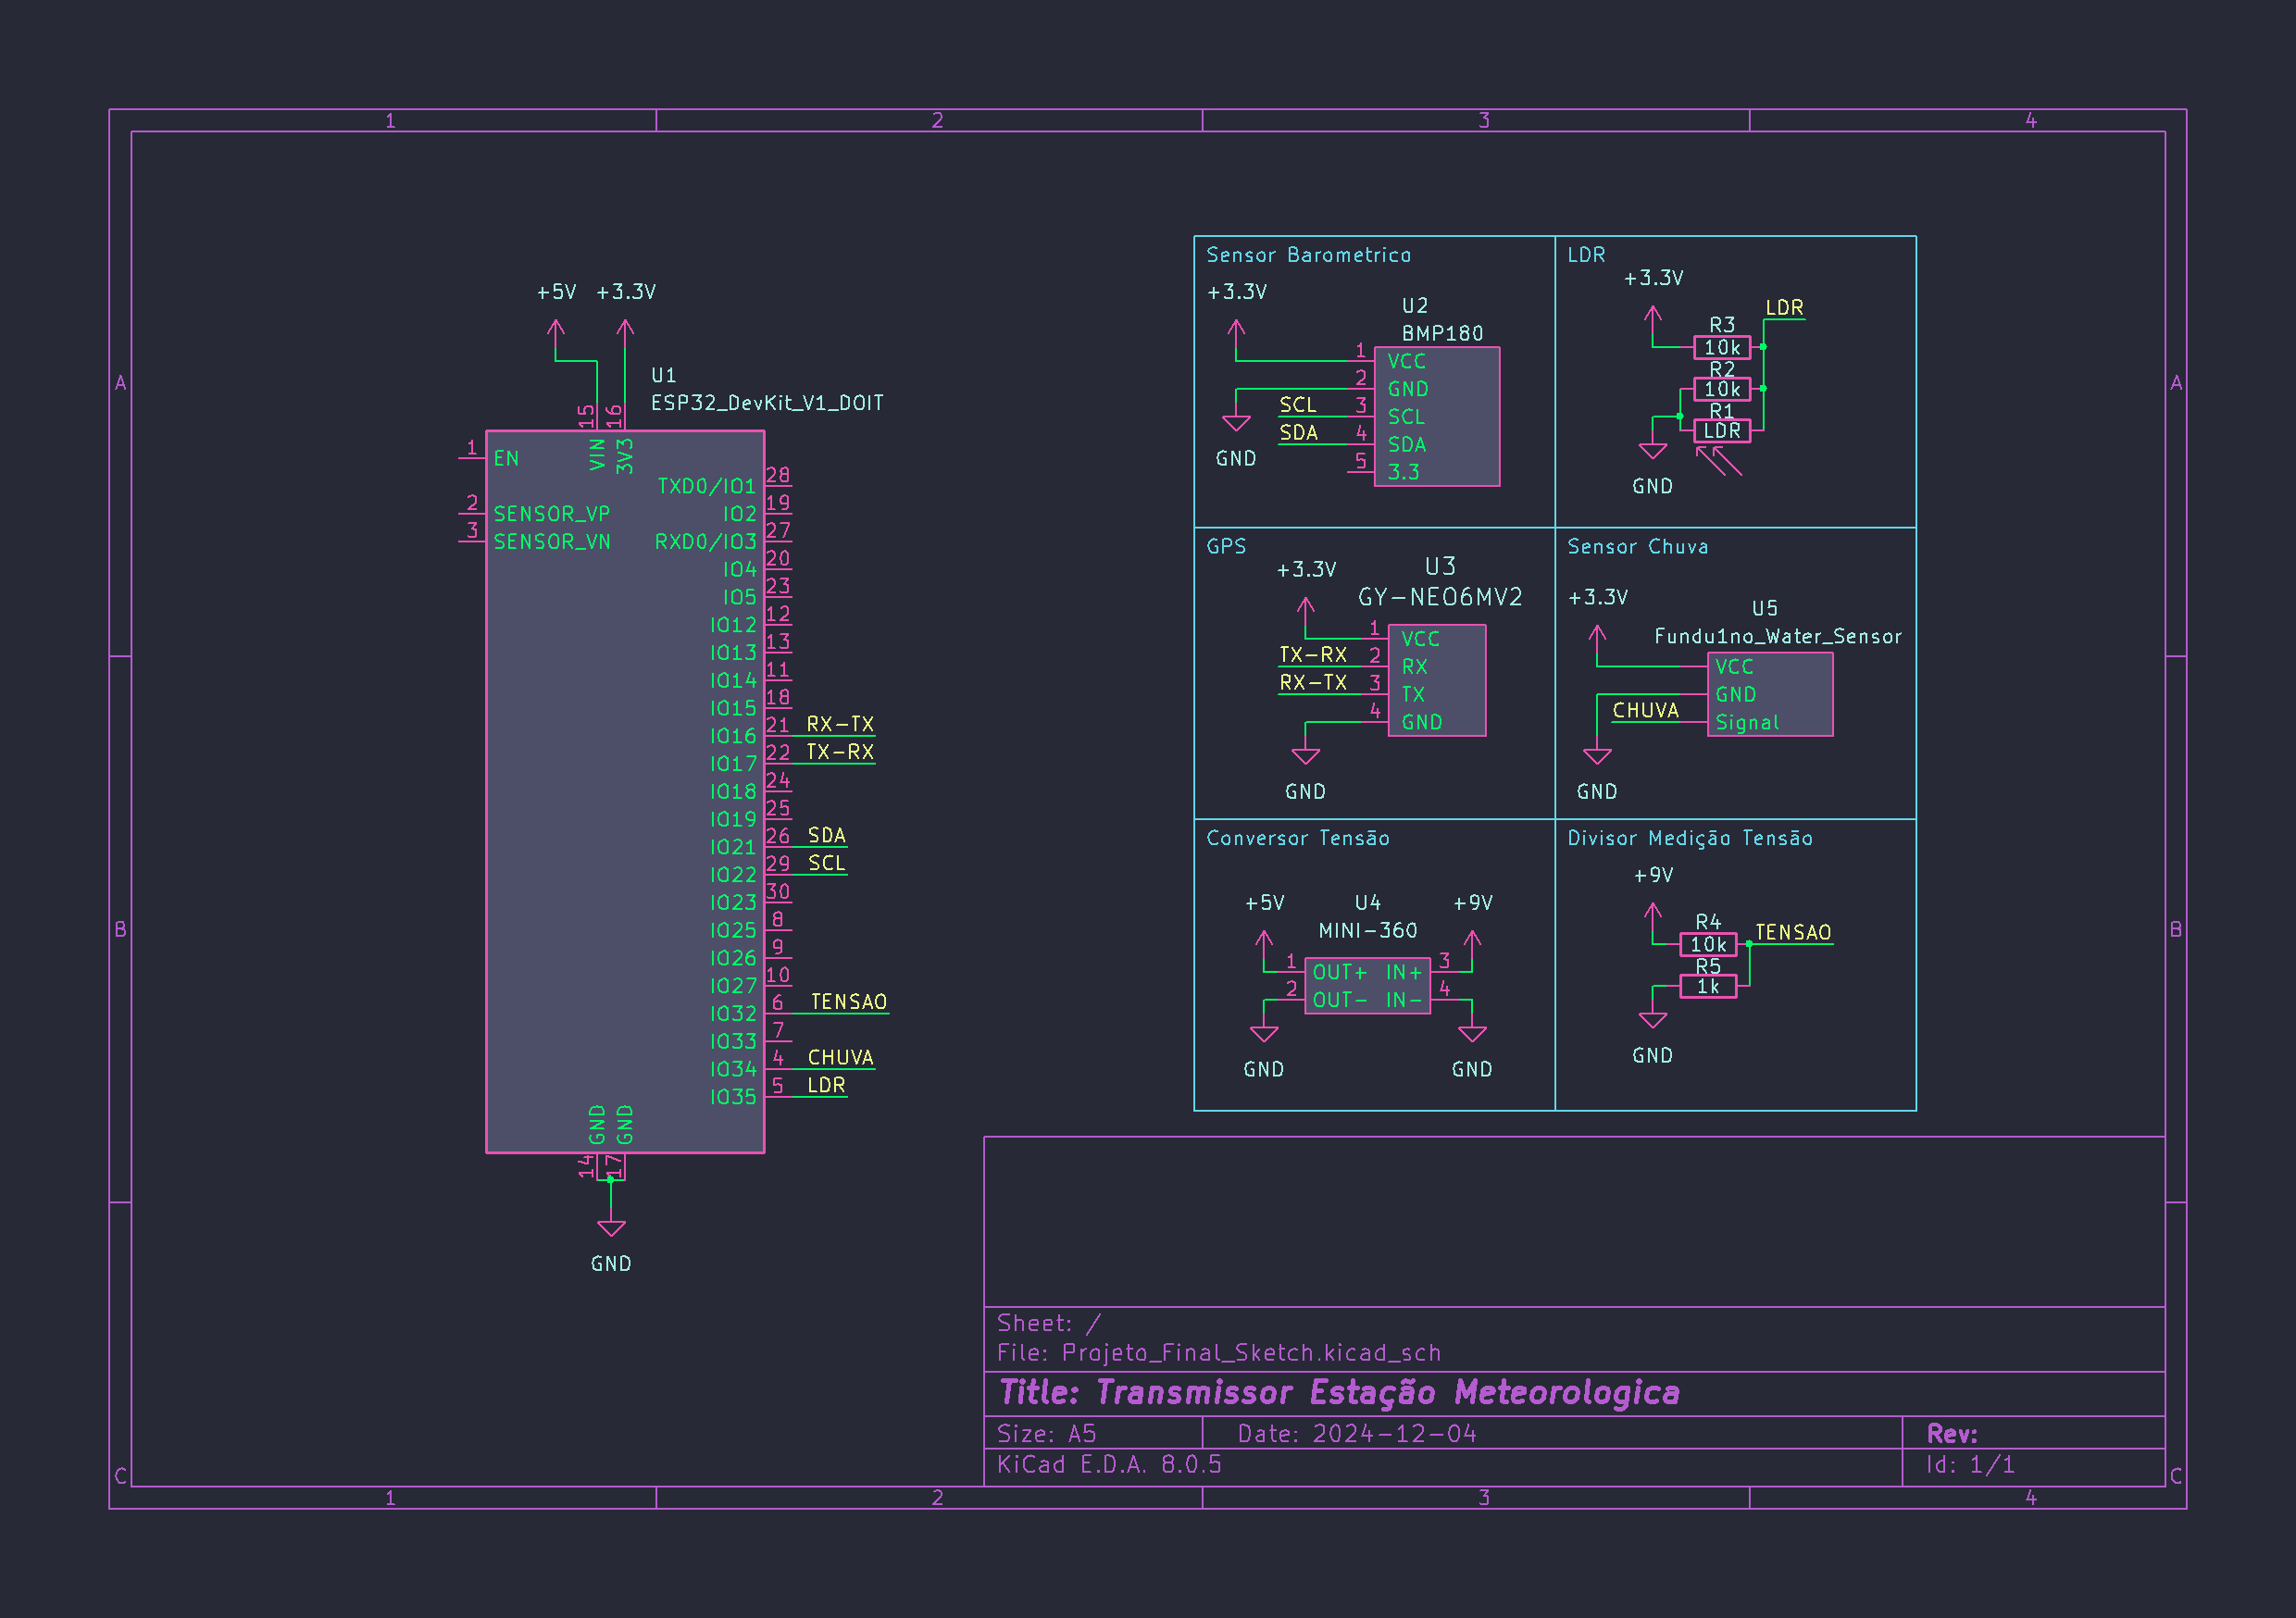 1 2 3 4
A
B
C
+5V +3.3V
U1
ESP32_DevKit_V1_DOIT
15 16
VIN 3V3
1 EN
2 SENSOR_VP
3 SENSOR_VN
TXD0/IO1 28
IO2 19
RXD0/IO3 27
IO4 20
IO5 23
IO12 12
IO13 13
IO14 11
IO15 18
IO16 21 RX-TX
IO17 22 TX-RX
IO18 24
IO19 25
IO21 26 SDA
IO22 29 SCL
IO23 30
IO25 8
IO26 9
IO27 10
IO32 6 TENSAO
IO33 7
IO34 4 CHUVA
IO35 5 LDR
GND GND
14 17
GND
Sensor Barometrico
+3.3V
U2
BMP180
1 VCC
2 GND
SCL 3 SCL
SDA 4 SDA
5 3.3
GND
LDR
+3.3V
LDR
R3
10k
R2
10k
R1
LDR
GND
GPS
+3.3V
U3
GY-NEO6MV2
1 VCC
TX-RX 2 RX
RX-TX 3 TX
4 GND
GND
Sensor Chuva
+3.3V
U5
Fundu1no_Water_Sensor
VCC
GND
CHUVA Signal
GND
Conversor Tensão
+5V U4 +9V
MINI-360
1 OUT+ IN+ 3
2 OUT- IN- 4
GND GND
Divisor Medição Tensão
+9V
R4
10k TENSAO
R5
1k
GND
Sheet: /
File: Projeto_Final_Sketch.kicad_sch
Title: Transmissor Estação Meteorologica
Size: A5 Date: 2024-12-04 Rev:
KiCad E.D.A. 8.0.5 Id: 1/1
A
B
C
1 2 3 4